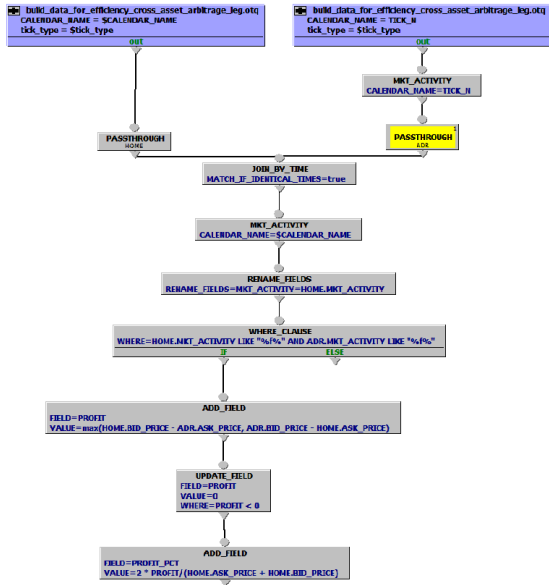 build_data_for_efficiency_cross_asset_arbitrage_leg.otq
CALENDAR_NAME = $CALENDAR_NAME
tick_type = $tick_type
out
build_data_for_efficiency_cross_asset_arbitrage_leg.otq
CALENDAR_NAME = TICK_N
tick_type = $tick_type
out
MKT_ACTIVITY
CALENDAR_NAME=TICK_N
PASSTHROUGH
HOME
1
PASSTHROUGH
ADR
JOIN_BY_TIME
MATCH_IF_IDENTICAL_TIMES=true
MKT_ACTIVITY
CALENDAR_NAME=$CALENDAR_NAME
RENAME_FIELDS
RENAME_FIELDS=MKT_ACTIVITY=HOME.MKT_ACTIVITY
WHERE_CLAUSE
WHERE=HOME.MKT_ACTIVITY LIKE "%f%" AND ADR.MKT_ACTIVITY LIKE "%f%"
IF ELSE
ADD_FIELD
FIELD=PROFIT
VALUE=max(HOME.BID_PRICE - ADR.ASK_PRICE, ADR.BID_PRICE - HOME.ASK_PRICE)
UPDATE_FIELD
FIELD=PROFIT
VALUE=0
WHERE=PROFIT < 0
ADD_FIELD
FIELD=PROFIT_PCT
VALUE=2 * PROFIT/(HOME.ASK_PRICE + HOME.BID_PRICE)